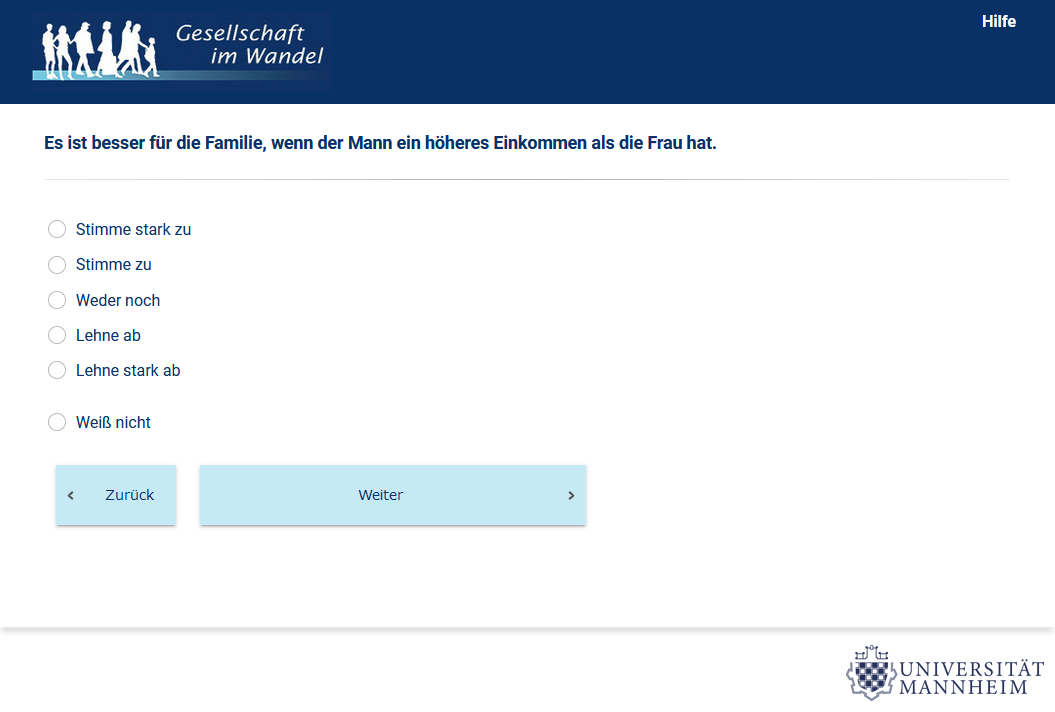 Gesellschaft
im Wandel
Hilfe
Es ist besser für die Familie, wenn der Mann ein höheres Einkommen als die Frau hat.
Stimme stark zu
Stimme zu
Weder noch
Lehne ab
Lehne stark ab
Weiß nicht
Zurück
Weiter
UNIVERSITÄT
MANNHEIM